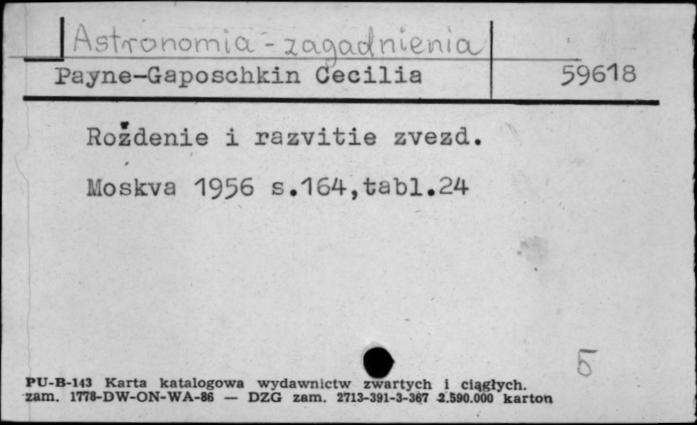 Astronomia - zagadnienia
Payne-Gaposchkin Cecilia 59618
Roždenie i razvitie zvezd.
Moskva 1956 s.164,tabl.24
5
PU-B-143 Karta katalogowa wydawnictw zwartych i ciągłych.
zam. 1778-DW-ON-WA-86 — DZG zam. 2713-391-3-367 2.590.000 karton